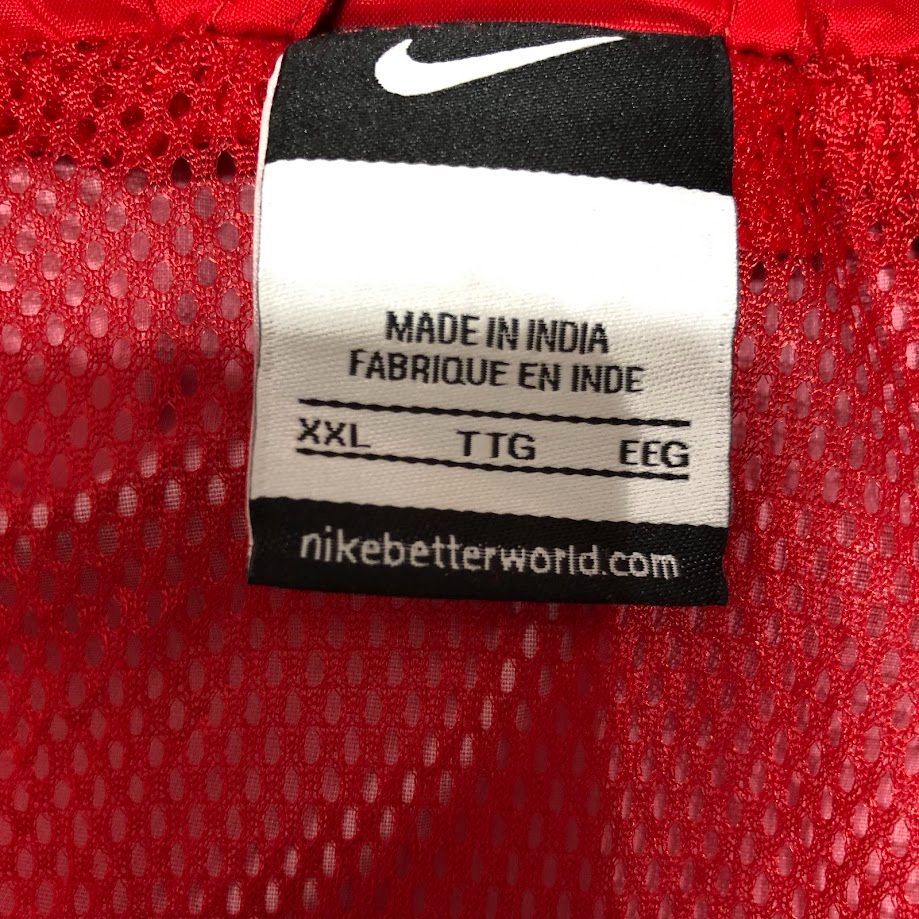 MADE IN INDIA
FABRIQUE EN INDE
XXL TTG EEG
nikebetterworld.com